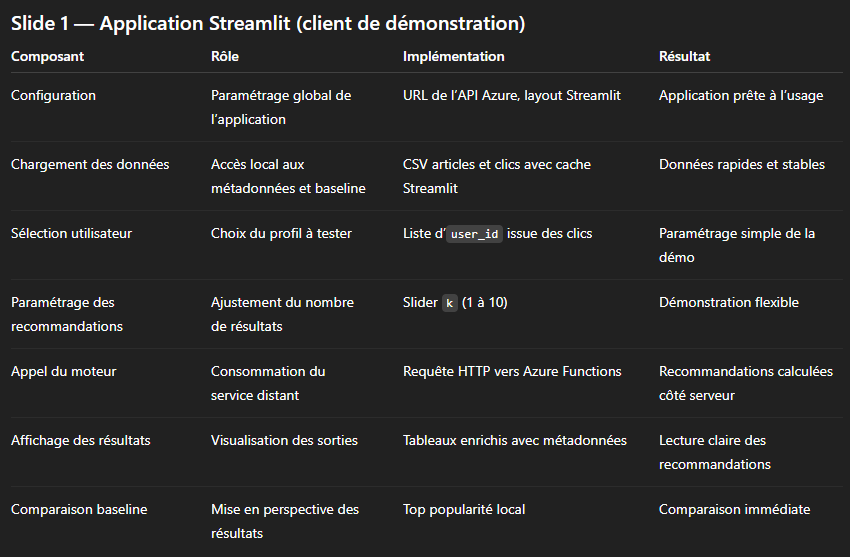 Slide 1 — Application Streamlit (client de démonstration)
Composant Rôle Implémentation Résultat
Configuration Paramétrage global de l’application URL de l’API Azure, layout Streamlit Application prête à l’usage
Chargement des données Accès local aux métadonnées et baseline CSV articles et clics avec cache Streamlit Données rapides et stables
Sélection utilisateur Choix du profil à tester Liste d’user_id issue des clics Paramétrage simple de la démo
Paramétrage des recommandations Ajustement du nombre de résultats Slider k (1 à 10) Démonstration flexible
Appel du moteur Consommation du service distant Requête HTTP vers Azure Functions Recommandations calculées côté serveur
Affichage des résultats Visualisation des sorties Tableaux enrichis avec métadonnées Lecture claire des recommandations
Comparaison baseline Mise en perspective des résultats Top popularité local Comparaison immédiate